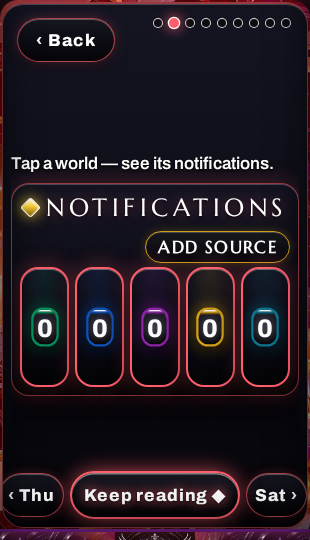 ‹ Back
Tap a world — see its notifications.
NOTIFICATIONS
ADD SOURCE
0 0 0 0 0
‹ Thu Keep reading ◆ Sat ›